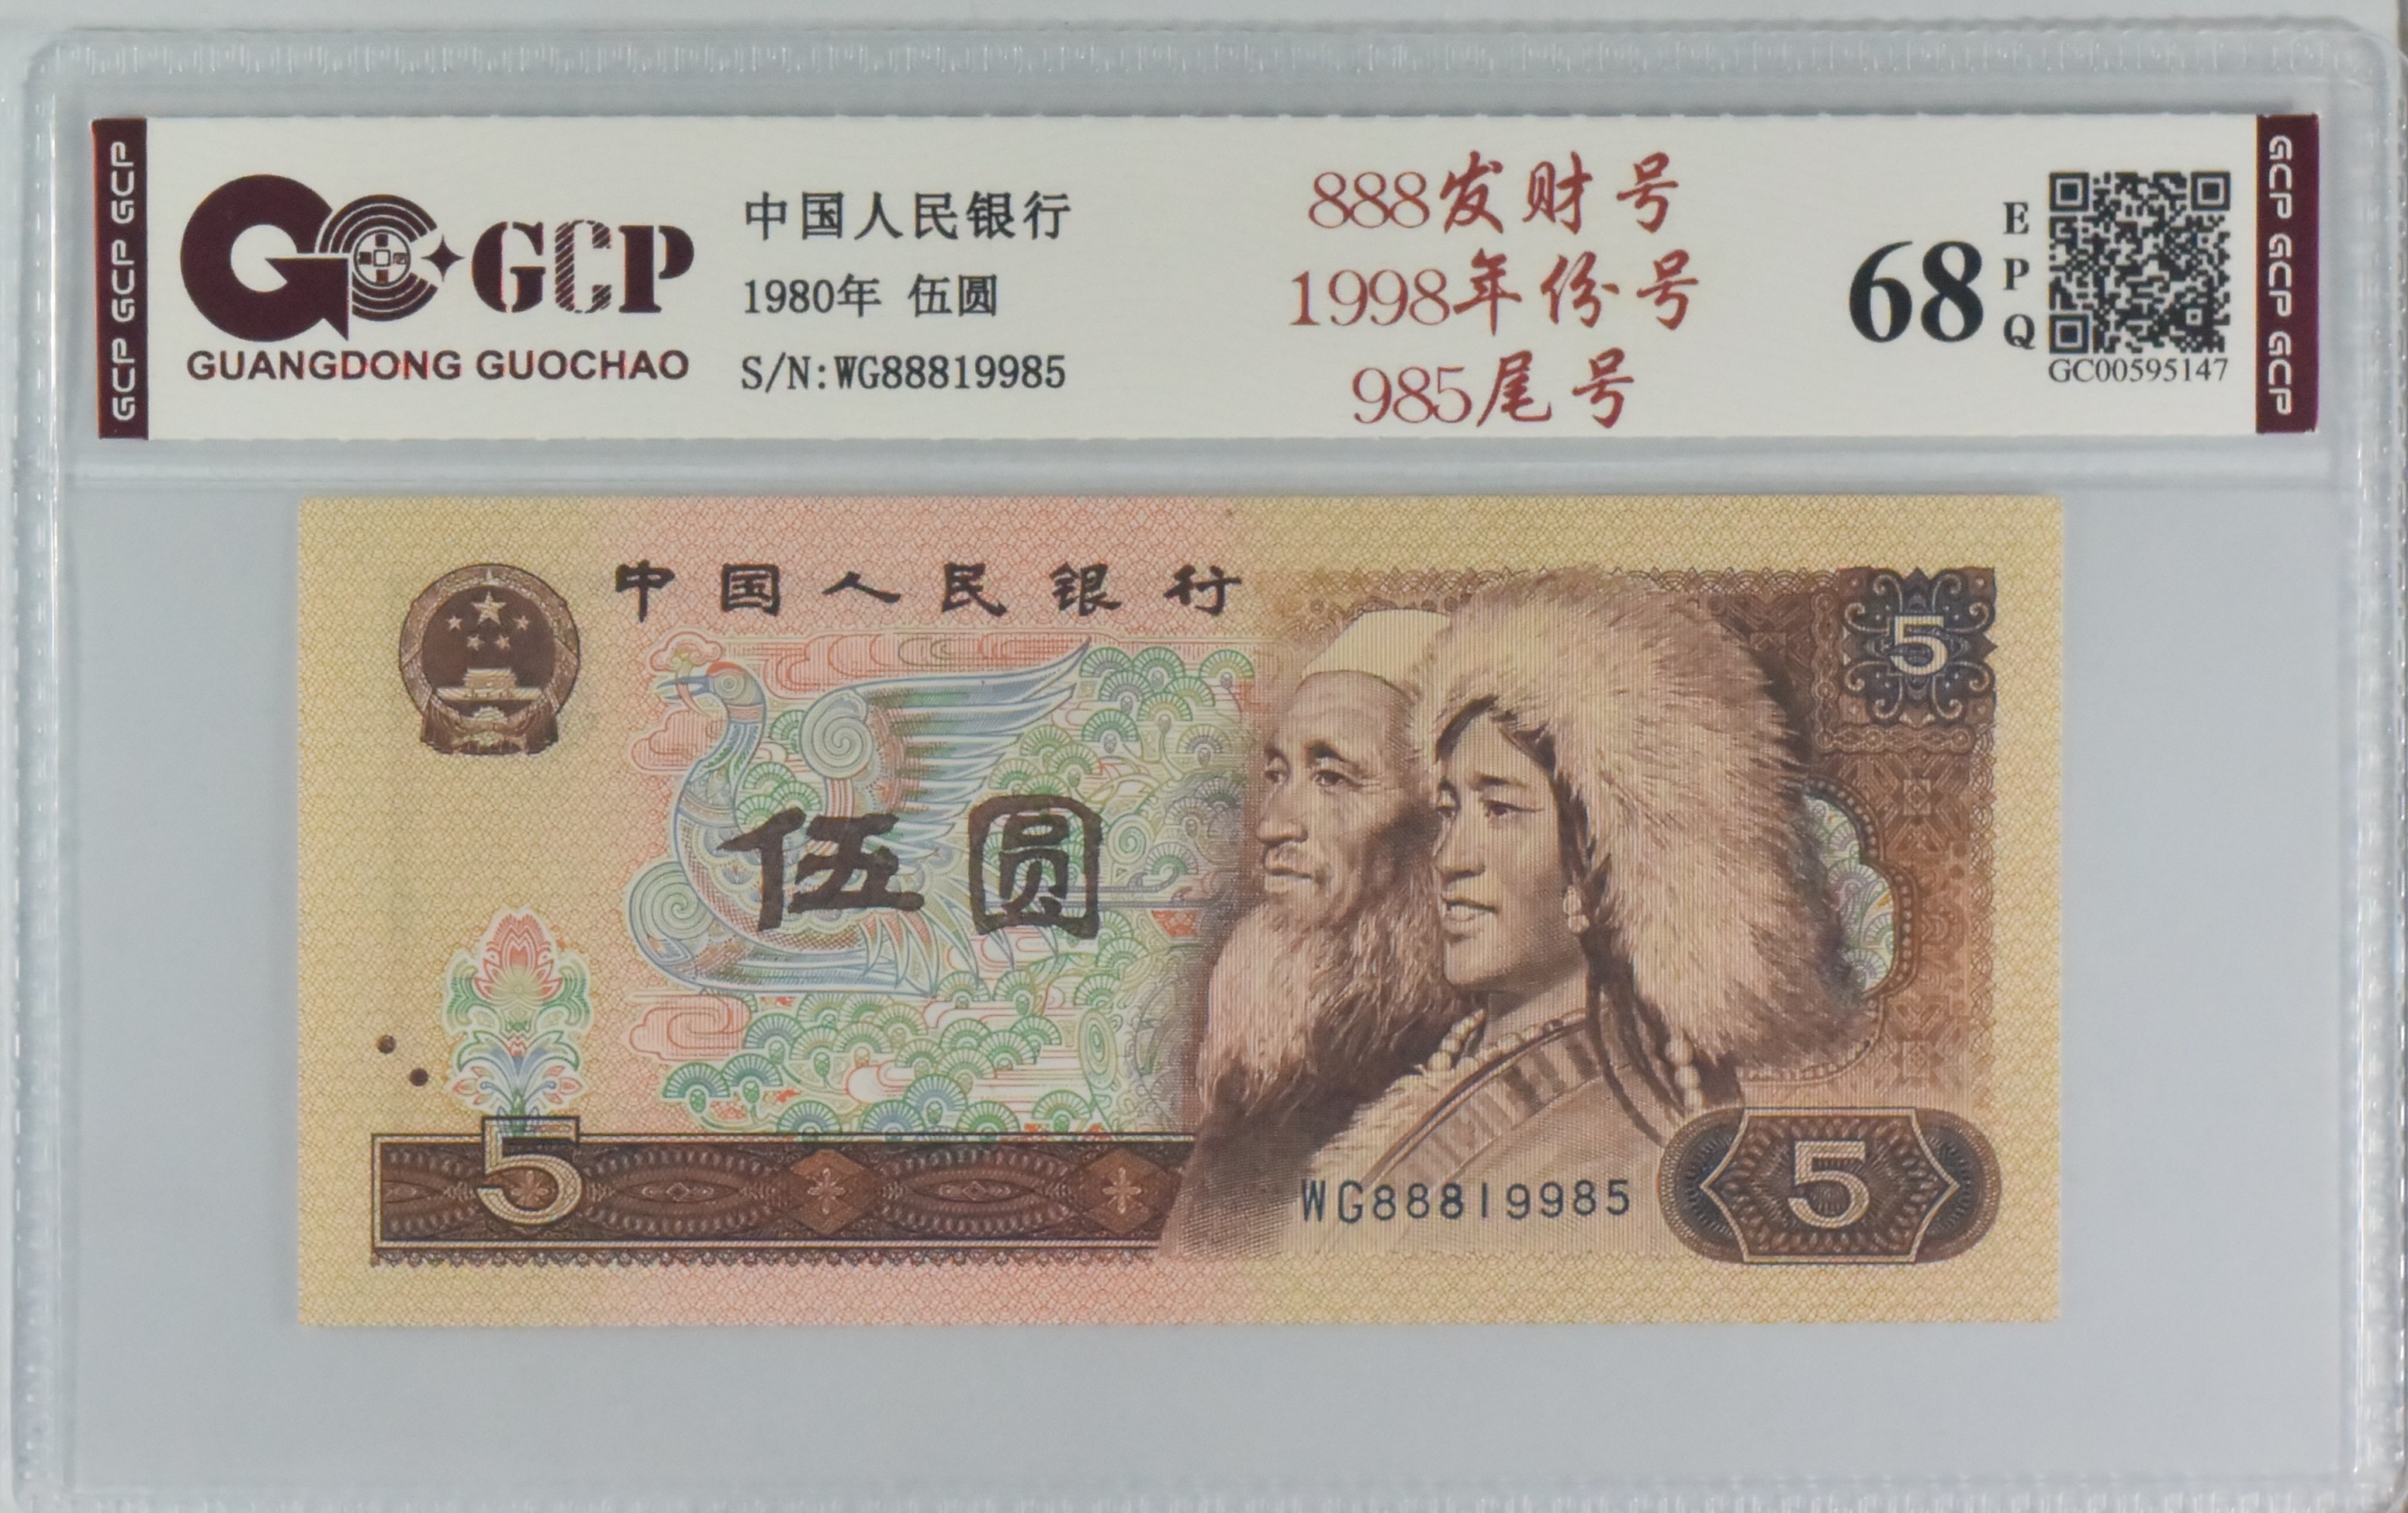 GCP GCP GCP
GCP
GUANGDONG GUOCHAO
中国人民银行
1980年 伍圆
S/N:WG88819985
888发财号
1998年份号
985尾号
68
EPQ
GC00595147
GCP GCP GCP
中国人民银行
5
伍圆
5
WG88819985
5